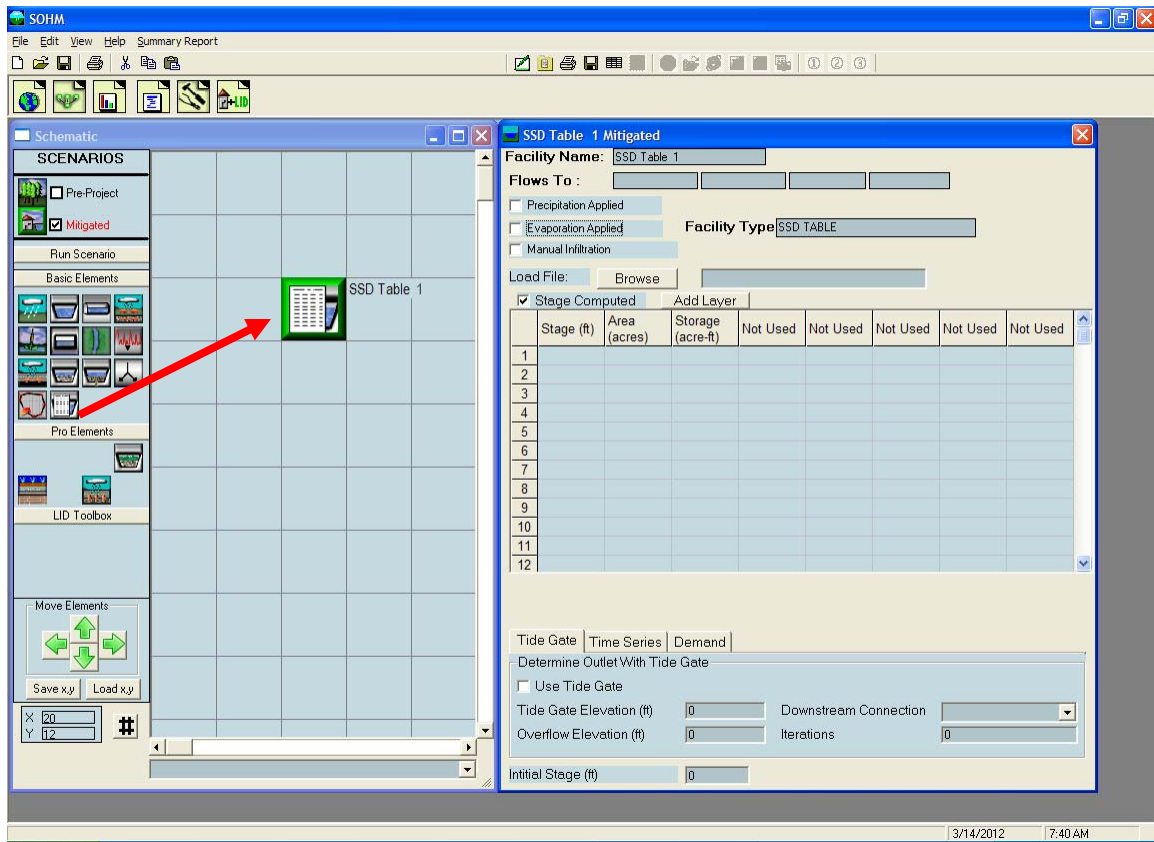 SOHM
File Edit View Help Summary Report
Schematic
SCENARIOS
Pre-Project
Mitigated
Run Scenario
Basic Elements
Pro Elements
LID Toolbox
Move Elements
Save x,y Load x,y
X 20
Y 12
#
SSD Table 1
SSD Table 1 Mitigated
Facility Name: SSD Table 1
Flows To :
Precipitation Applied
Evaporation Applied Facility Type SSD TABLE
Manual Infiltration
Load File: Browse
Stage Computed Add Layer
Stage (ft) Area (acres) Storage (acre-ft) Not Used Not Used Not Used Not Used Not Used
1
2
3
4
5
6
7
8
9
10
11
12
Tide Gate Time Series Demand
Determine Outlet With Tide Gate
Use Tide Gate
Tide Gate Elevation (ft) 0 Downstream Connection
Overflow Elevation (ft) 0 Iterations 0
Intitial Stage (ft) 0
3/14/2012 7:40 AM